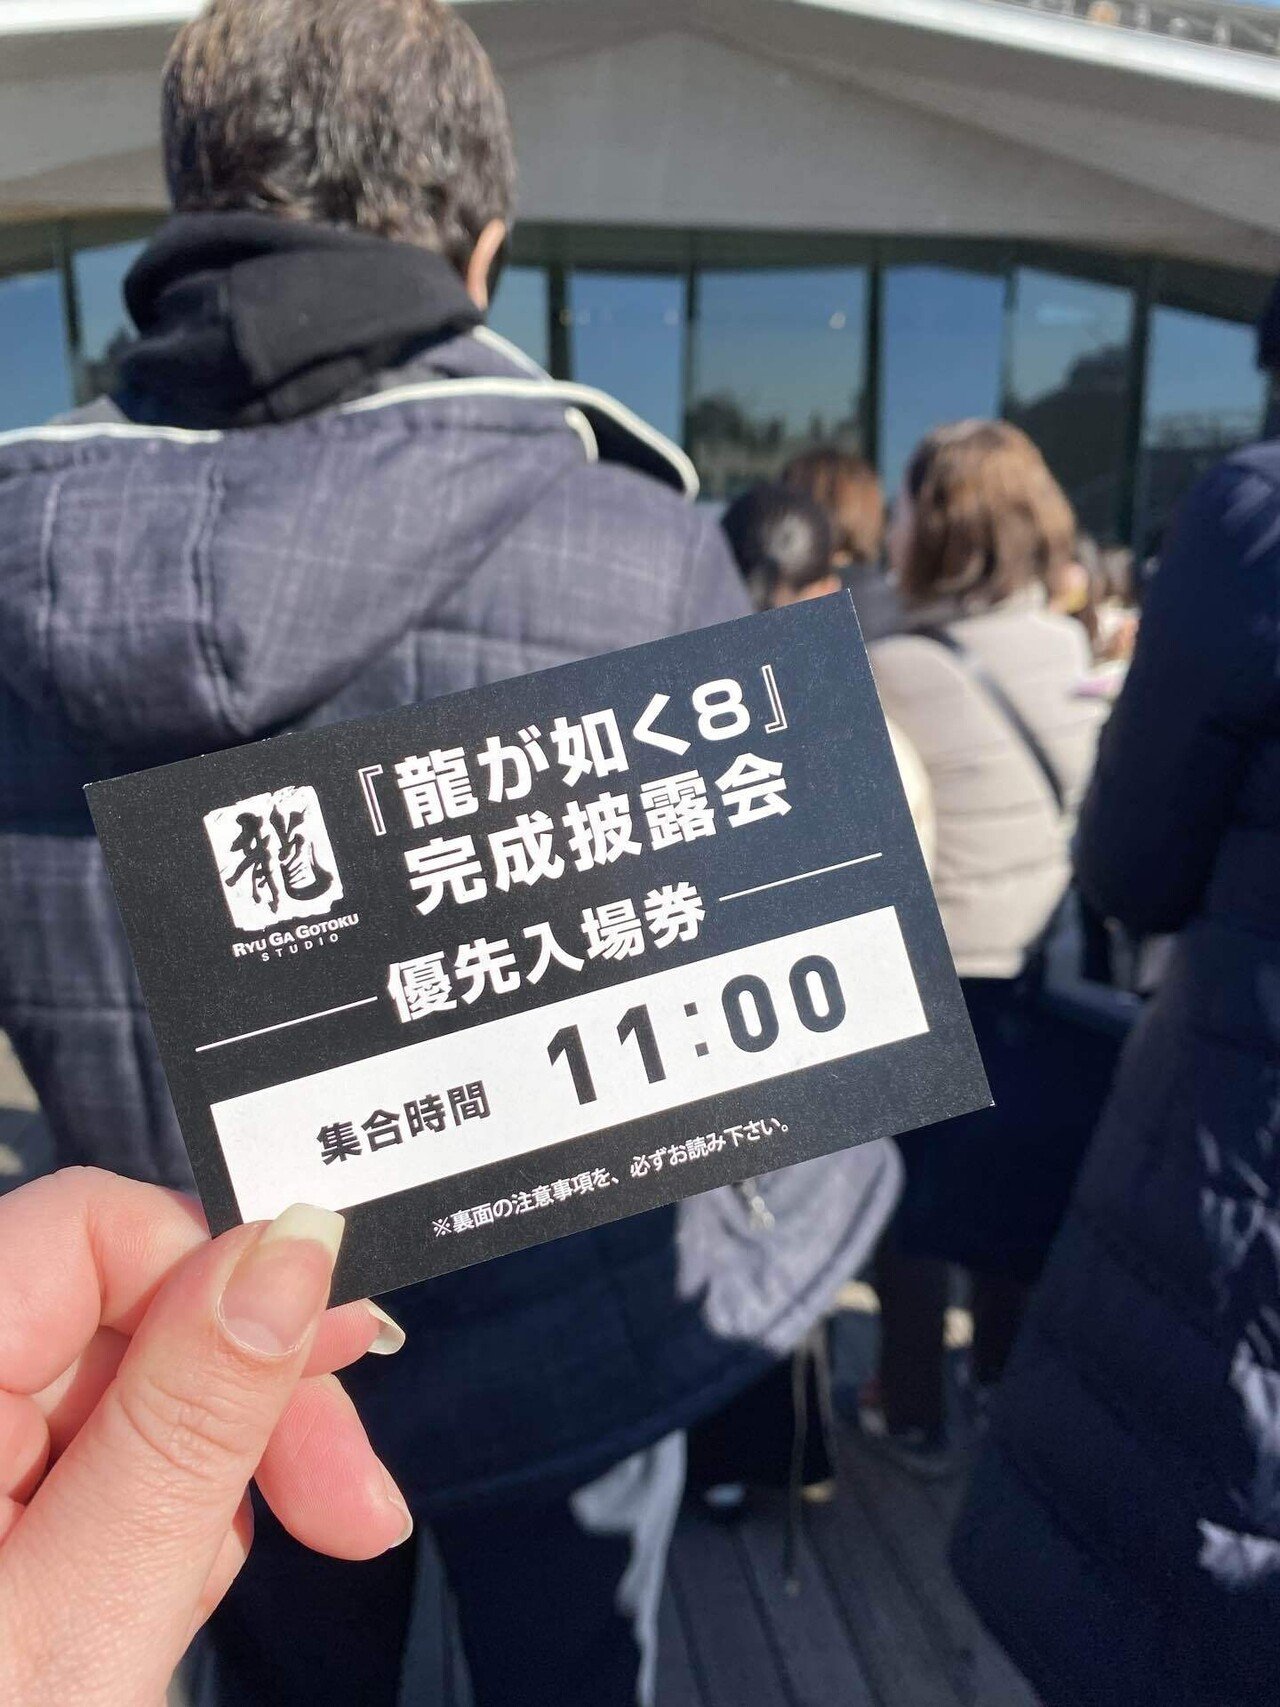 『龍が如く8』
完成披露会
龍
RYU GA GOTOKU
STUDIO
優先入場券
集合時間 11:00
※裏面の注意事項を、必ずお読み下さい。